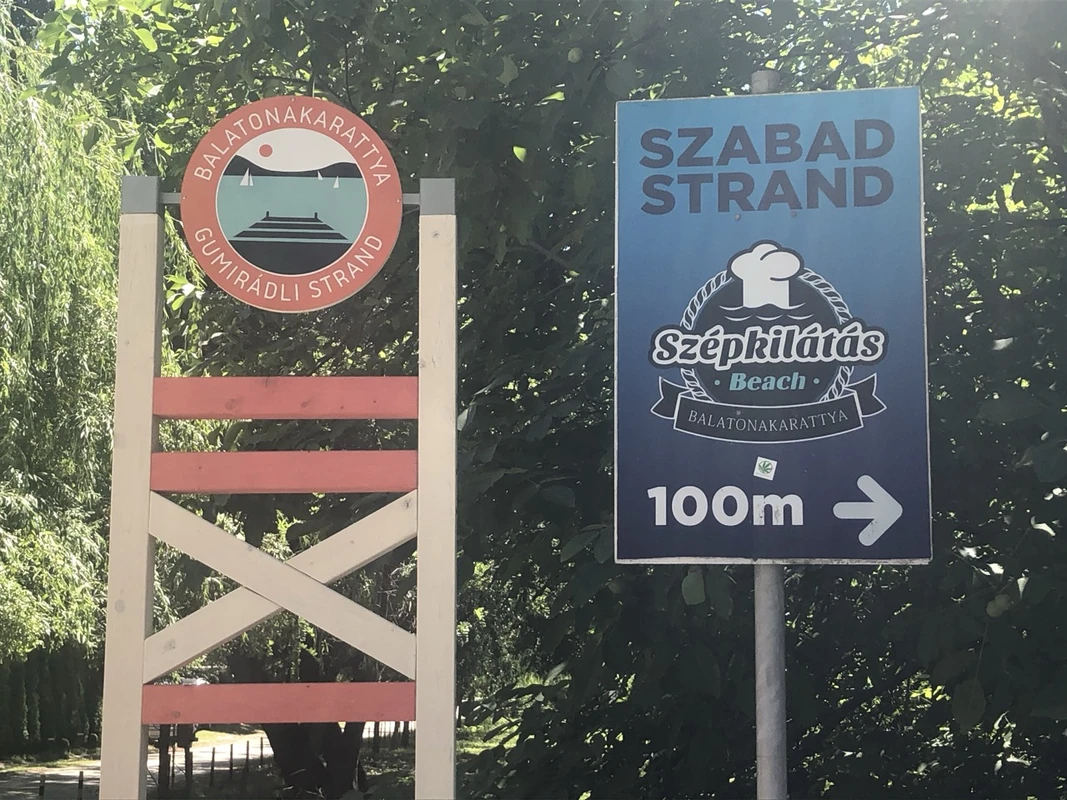 BALATONAKARATTYA
GUMIRÁDLI STRAND
SZABAD
STRAND
Szépkilátás
· Beach ·
BALATONAKARATTYA
100m